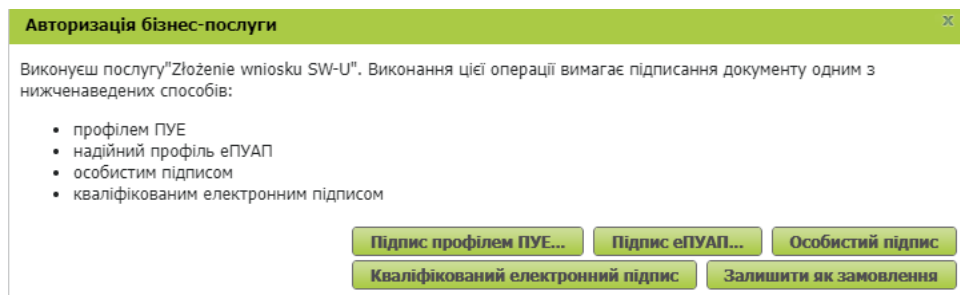 Авторизація бізнес-послуги x
Виконуєш послугу"Złożenie wniosku SW-U". Виконання цієї операції вимагає підписання документу одним з
нижченаведених способів:
• профілем ПУЕ
• надійний профіль еПУАП
• особистим підписом
• кваліфікованим електронним підписом
Підпис профілем ПУЕ... Підпис еПУАП... Особистий підпис
Кваліфікований електронний підпис Залишити як замовлення